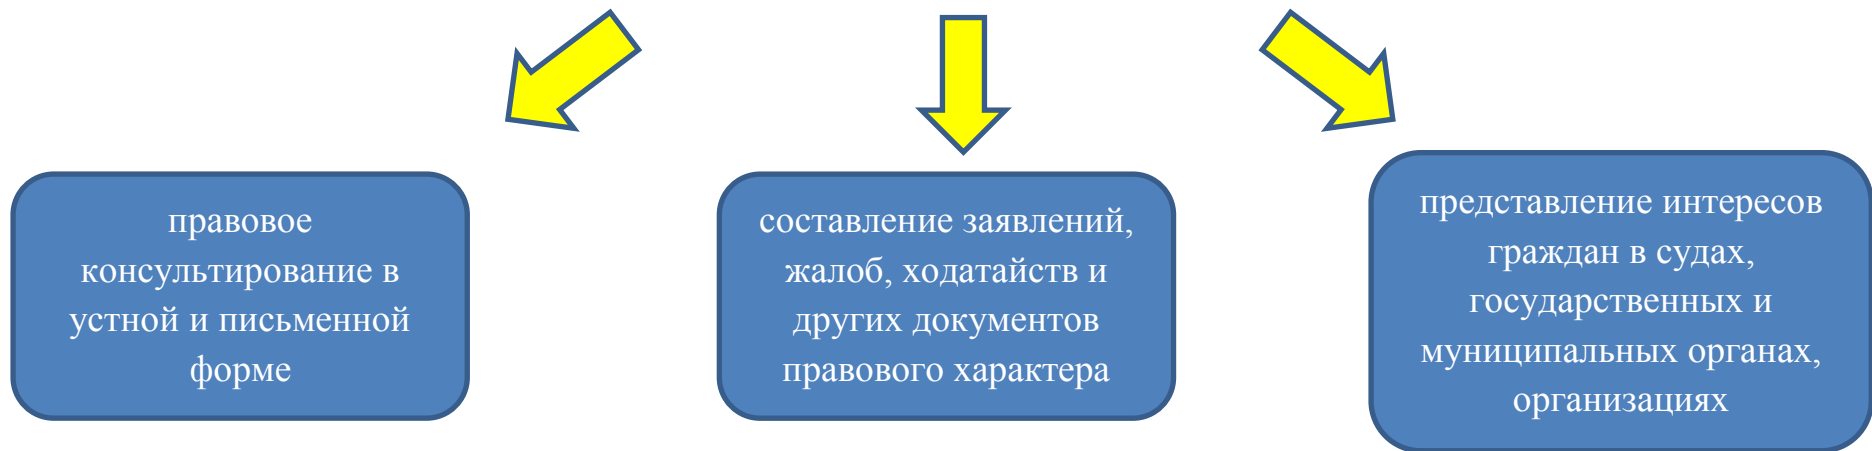 правовое
консультирование в
устной и письменной
форме
составление заявлений,
жалоб, ходатайств и
других документов
правового характера
представление интересов
граждан в судах,
государственных и
муниципальных органах,
организациях